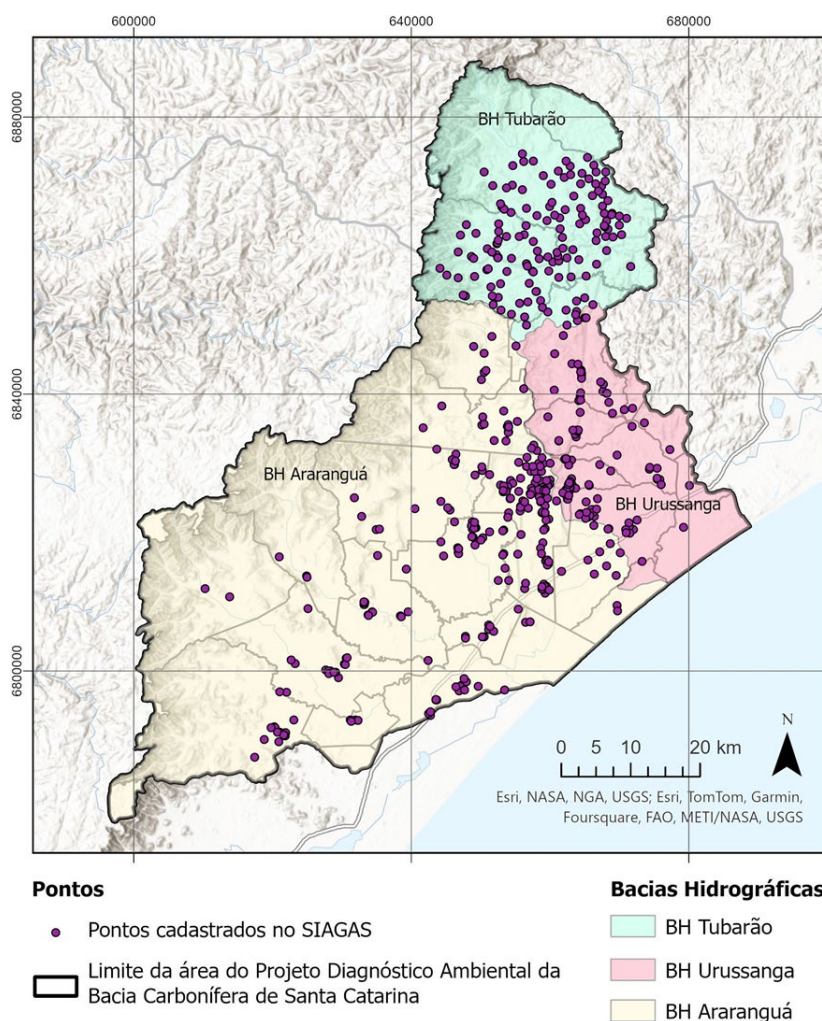 600000
640000
680000
6880000
6840000
6800000
BH Tubarão
BH Araranguá
BH Urussanga
N
0 5 10 20 km
Esri, NASA, NGA, USGS; Esri, TomTom, Garmin,
Foursquare, FAO, METI/NASA, USGS
Pontos
Pontos cadastrados no SIAGAS
Limite da área do Projeto Diagnóstico Ambiental da
Bacia Carbonífera de Santa Catarina
Bacias Hidrográficas
BH Tubarão
BH Urussanga
BH Araranguá